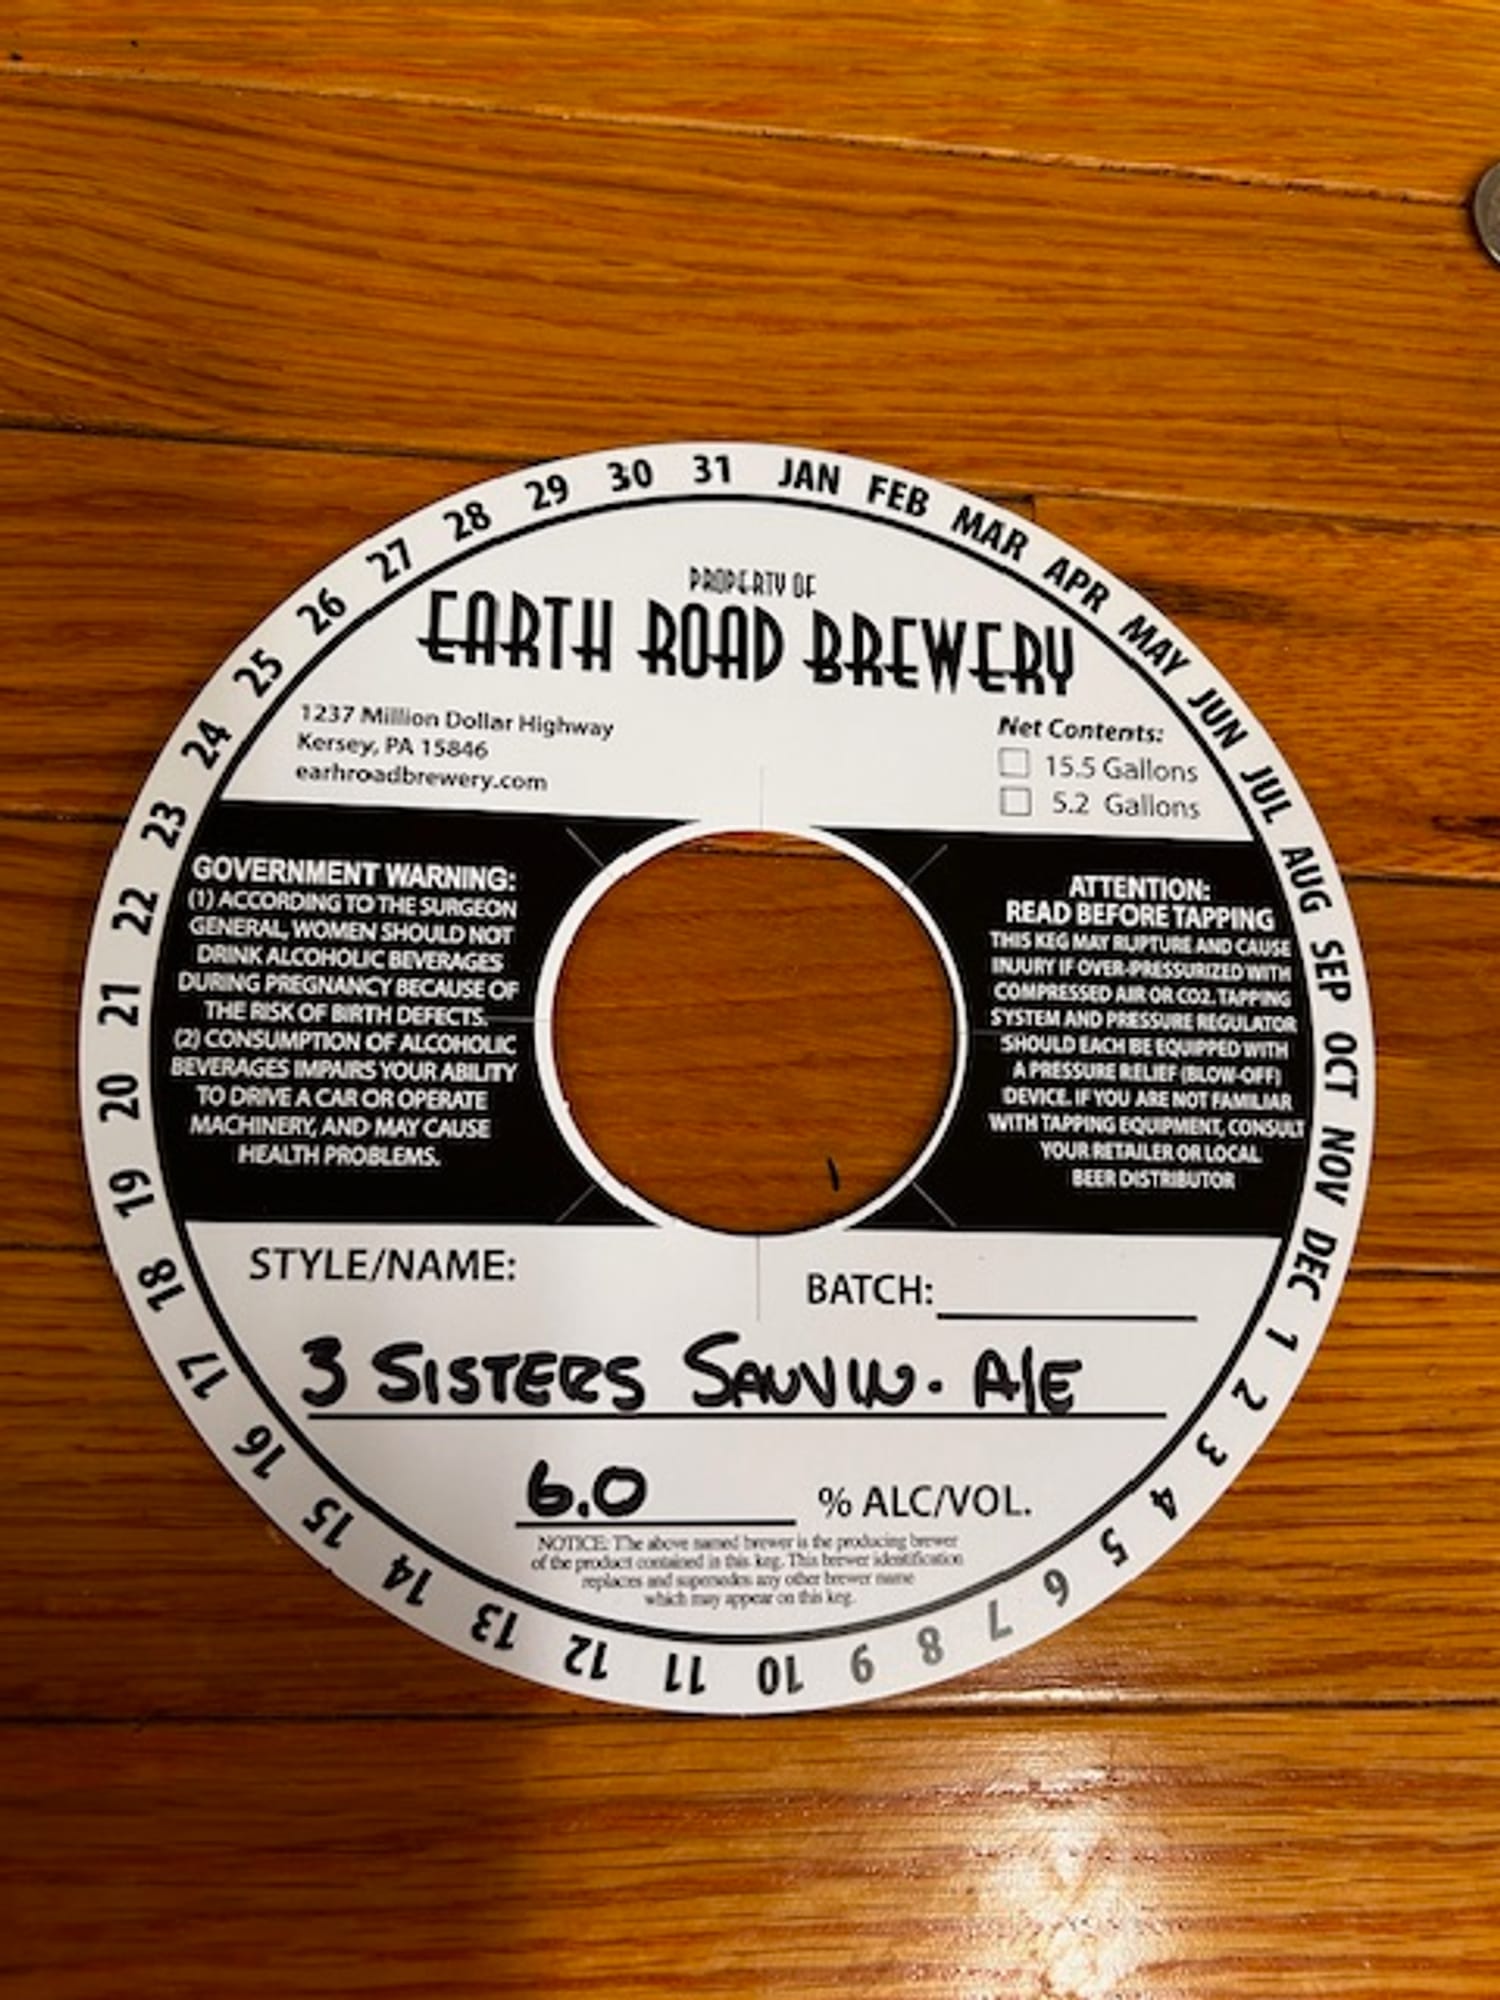 JAN FEB MAR APR MAY JUN JUL AUG SEP OCT NOV DEC 1 2 3 4 5 6 7 8 9 10 11 12 13 14 15 16 17 18 19 20 21 22 23 24 25 26 27 28 29 30 31
PROPERTY OF
EARTH ROAD BREWERY
1237 Million Dollar Highway
Kersey, PA 15846
earhroadbrewery.com
Net Contents:
15.5 Gallons
5.2 Gallons
GOVERNMENT WARNING:
(1) ACCORDING TO THE SURGEON
GENERAL, WOMEN SHOULD NOT
DRINK ALCOHOLIC BEVERAGES
DURING PREGNANCY BECAUSE OF
THE RISK OF BIRTH DEFECTS.
(2) CONSUMPTION OF ALCOHOLIC
BEVERAGES IMPAIRS YOUR ABILITY
TO DRIVE A CAR OR OPERATE
MACHINERY, AND MAY CAUSE
HEALTH PROBLEMS.
ATTENTION:
READ BEFORE TAPPING
THIS KEG MAY RUPTURE AND CAUSE
INJURY IF OVER-PRESSURIZED WITH
COMPRESSED AIR OR CO2. TAPPING
SYSTEM AND PRESSURE REGULATOR
SHOULD EACH BE EQUIPPED WITH
A PRESSURE RELIEF (BLOW-OFF)
DEVICE. IF YOU ARE NOT FAMILIAR
WITH TAPPING EQUIPMENT, CONSULT
YOUR RETAILER OR LOCAL
BEER DISTRIBUTOR
STYLE/NAME:
BATCH:
3 SISTERS SAUVIN. AlE
6.0 % ALC/VOL.
NOTICE: The above named brewer is the producing brewer
of the product contained in this keg. This brewer identification
replaces and supersedes any other brewer name
which may appear on this keg.